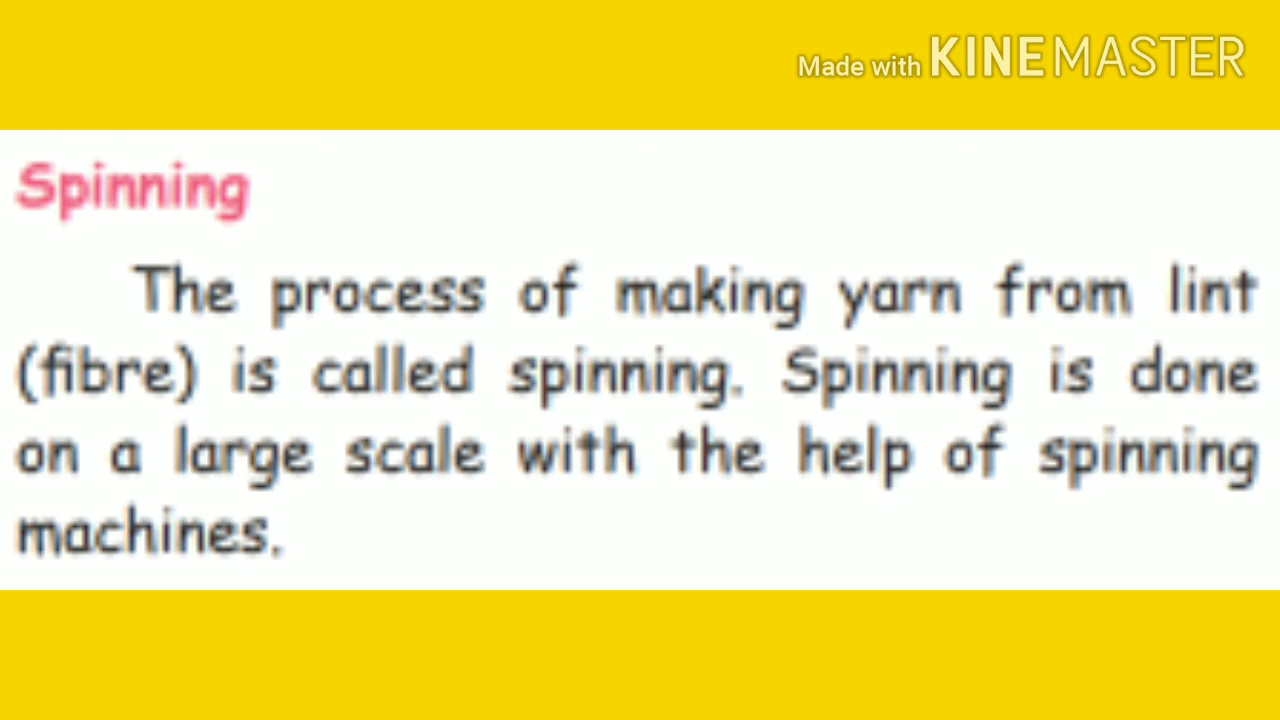 Made with KINEMASTER
Spinning
The process of making yarn from lint
(fibre) is called spinning. Spinning is done
on a large scale with the help of spinning
machines.